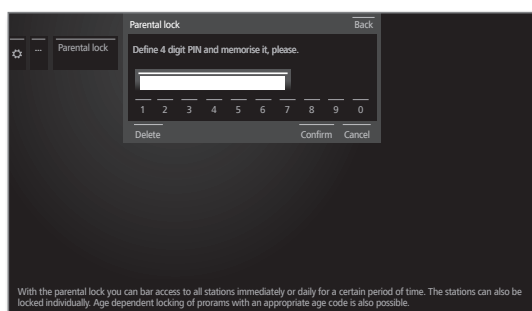 Parental lock Back
... Parental lock
Define 4 digit PIN and memorise it, please.
1 2 3 4 5 6 7 8 9 0
Delete Confirm Cancel
With the parental lock you can bar access to all stations immediately or daily for a certain period of time. The stations can also be
locked individually. Age dependent locking of prorams with an appropriate age code is also possible.